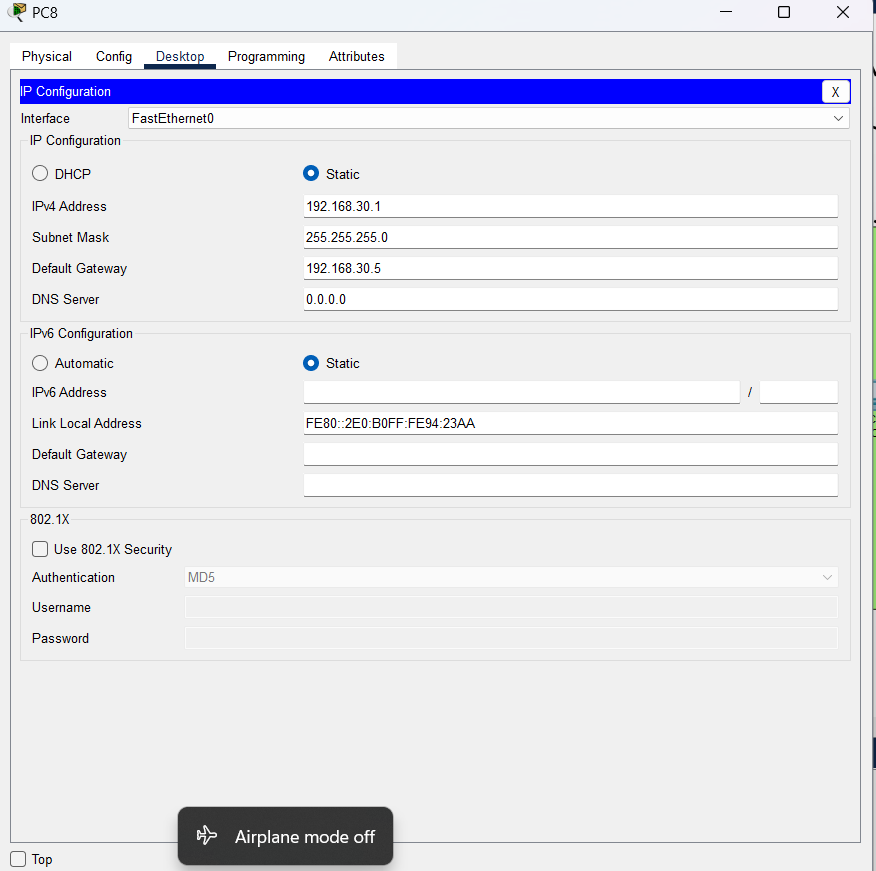 PC8
Physical Config Desktop Programming Attributes
IP Configuration X
Interface FastEthernet0
IP Configuration
DHCP Static
IPv4 Address 192.168.30.1
Subnet Mask 255.255.255.0
Default Gateway 192.168.30.5
DNS Server 0.0.0.0
IPv6 Configuration
Automatic Static
IPv6 Address /
Link Local Address FE80::2E0:B0FF:FE94:23AA
Default Gateway
DNS Server
802.1X
Use 802.1X Security
Authentication MD5
Username
Password
Airplane mode off
Top